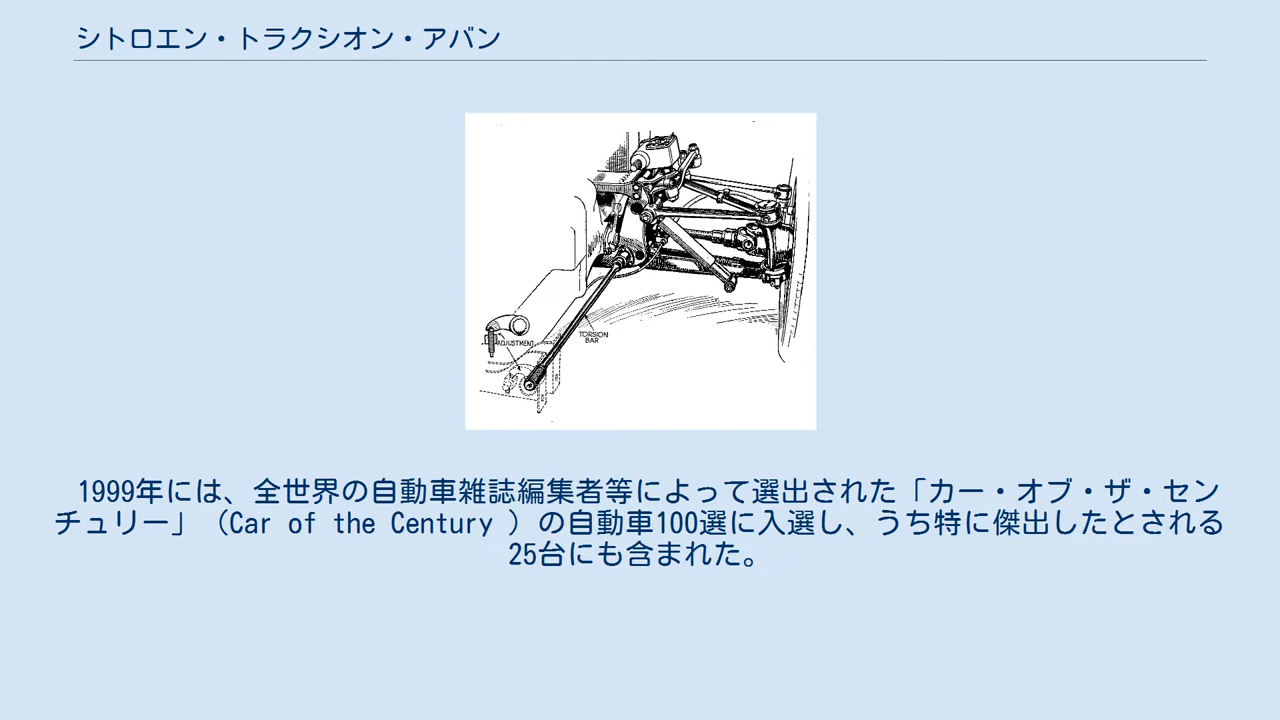 シトロエン・トラクシオン・アバン
ADJUSTMENT
TORSION
BAR
1999年には、全世界の自動車雑誌編集者等によって選出された「カー・オブ・ザ・セン
チュリー」（Car of the Century ）の自動車100選に入選し、うち特に傑出したとされる
25台にも含まれた。